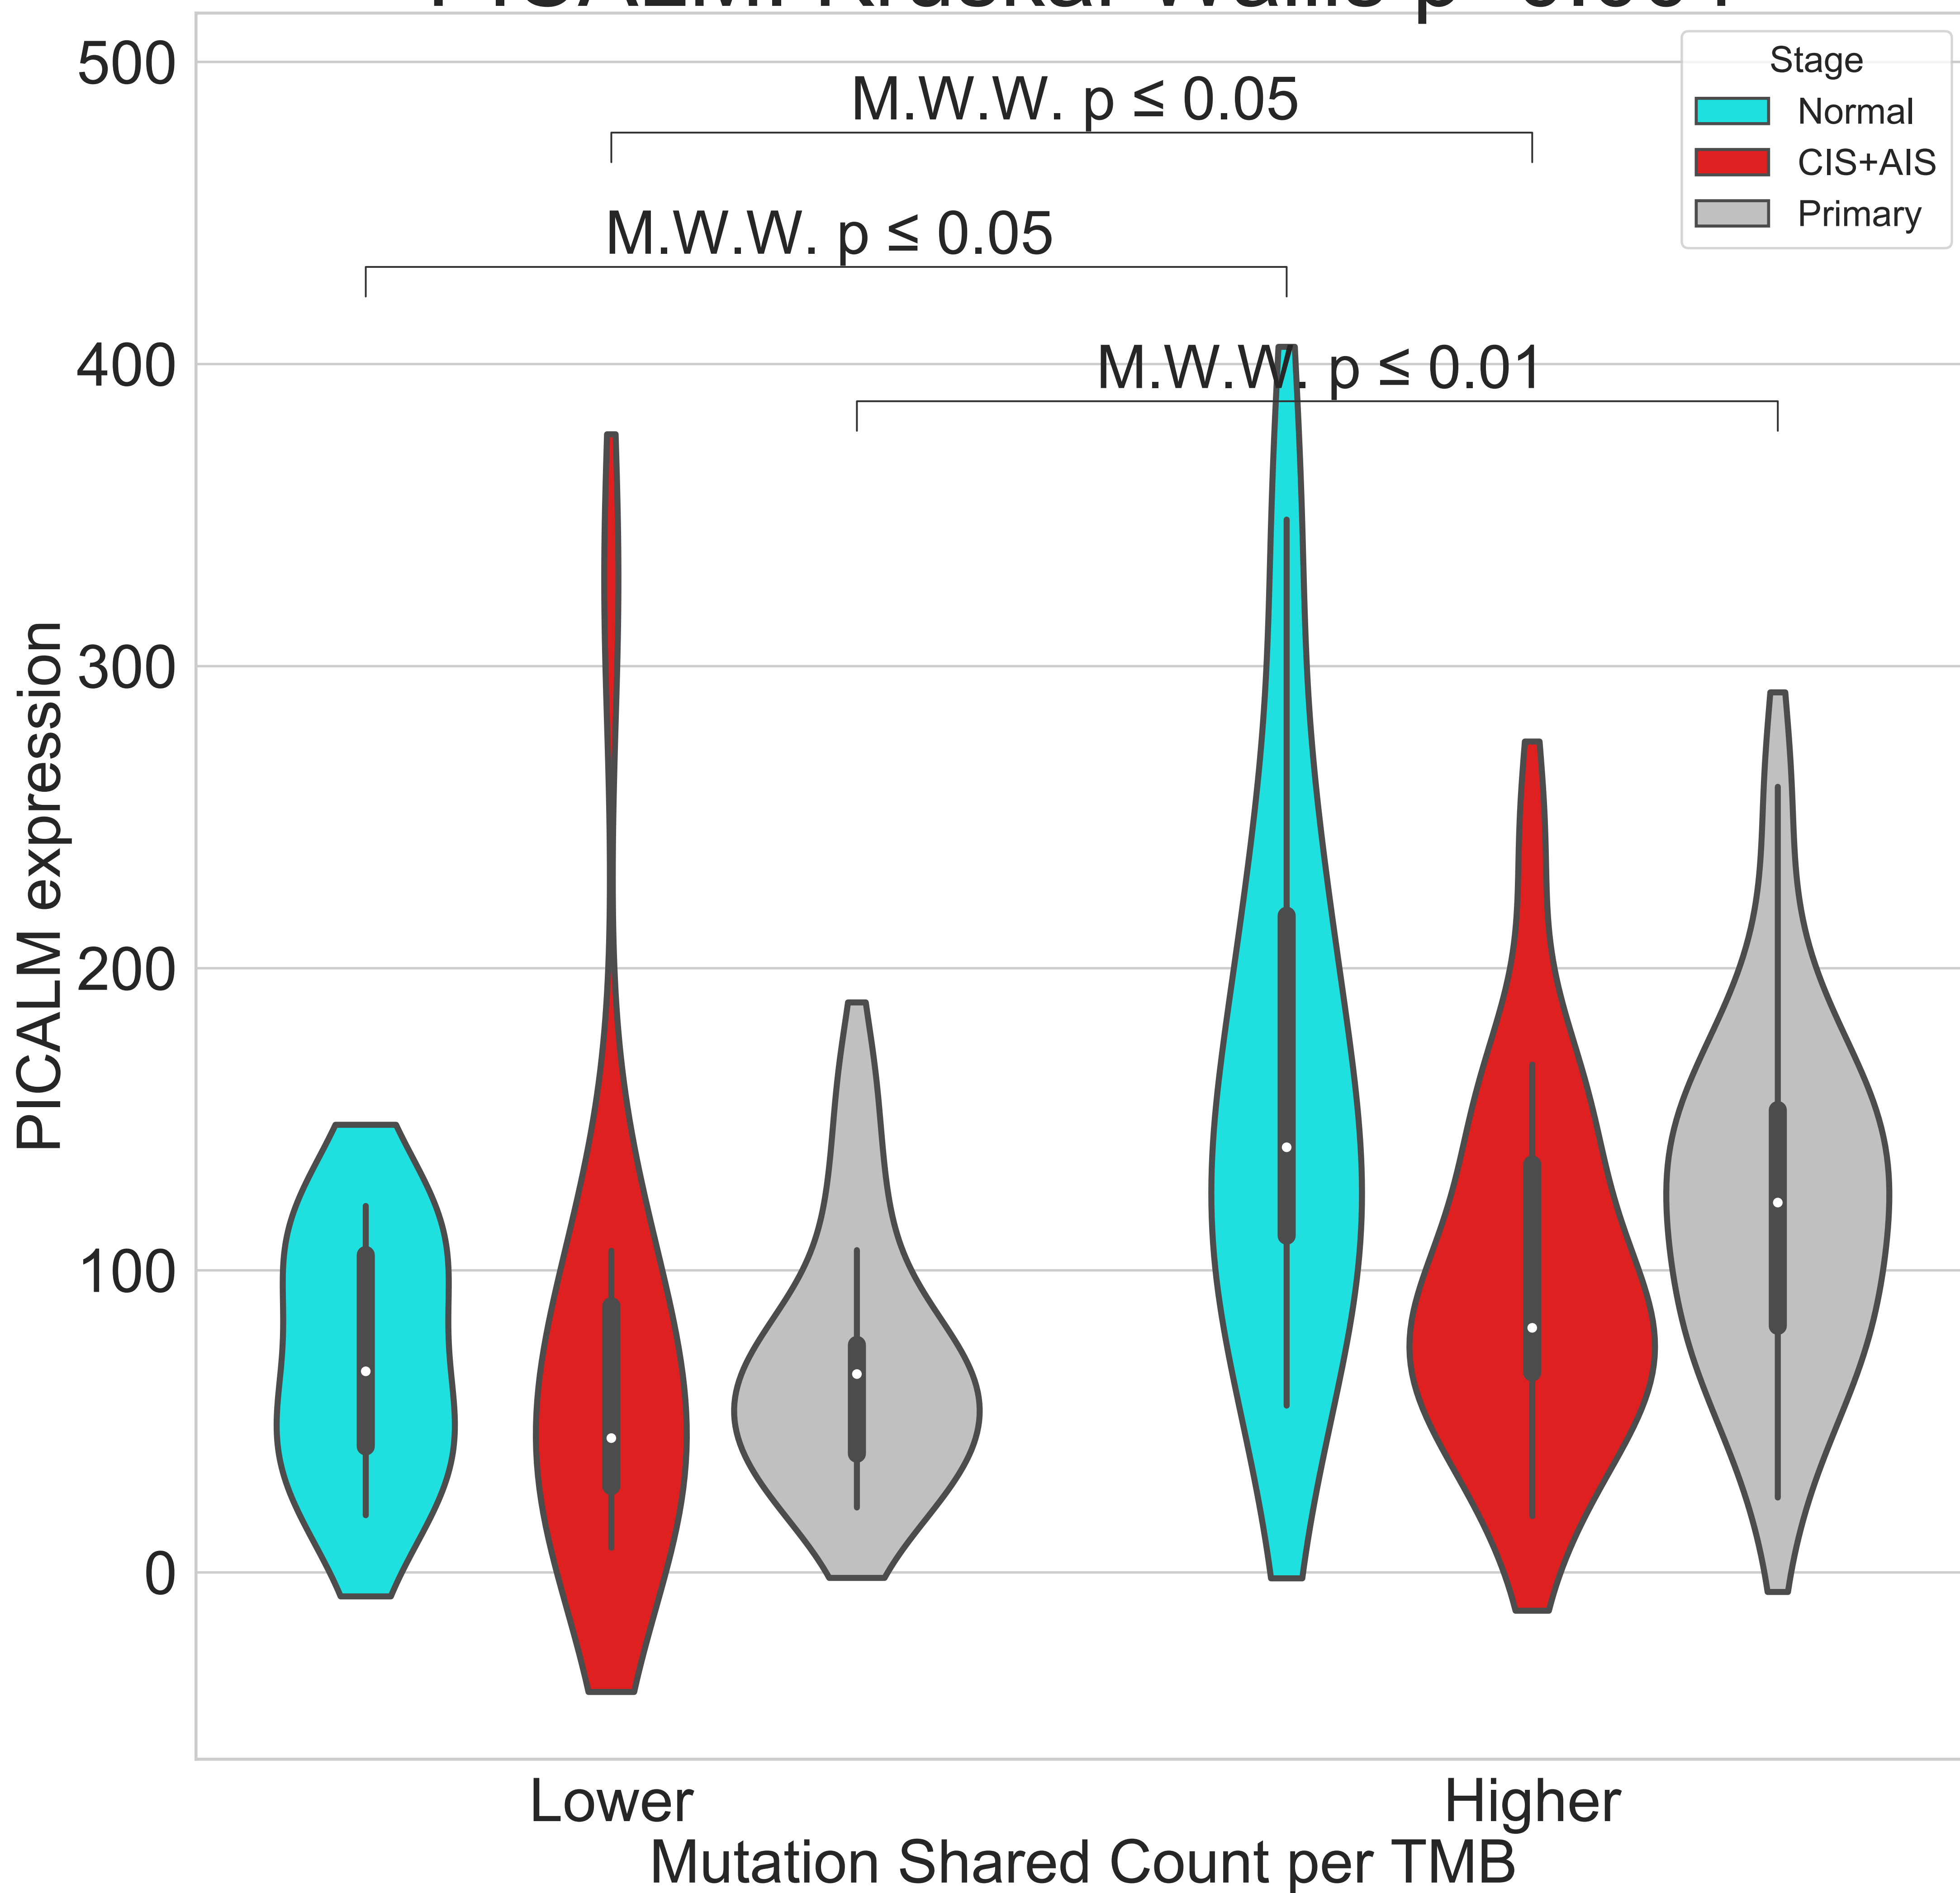 500
400
300
200
100
0
PICALM expression
M.W.W. p ≤ 0.05
M.W.W. p ≤ 0.05
M.W.W. p ≤ 0.01
Stage
Normal
CIS+AIS
Primary
Lower
Higher
Mutation Shared Count per TMB